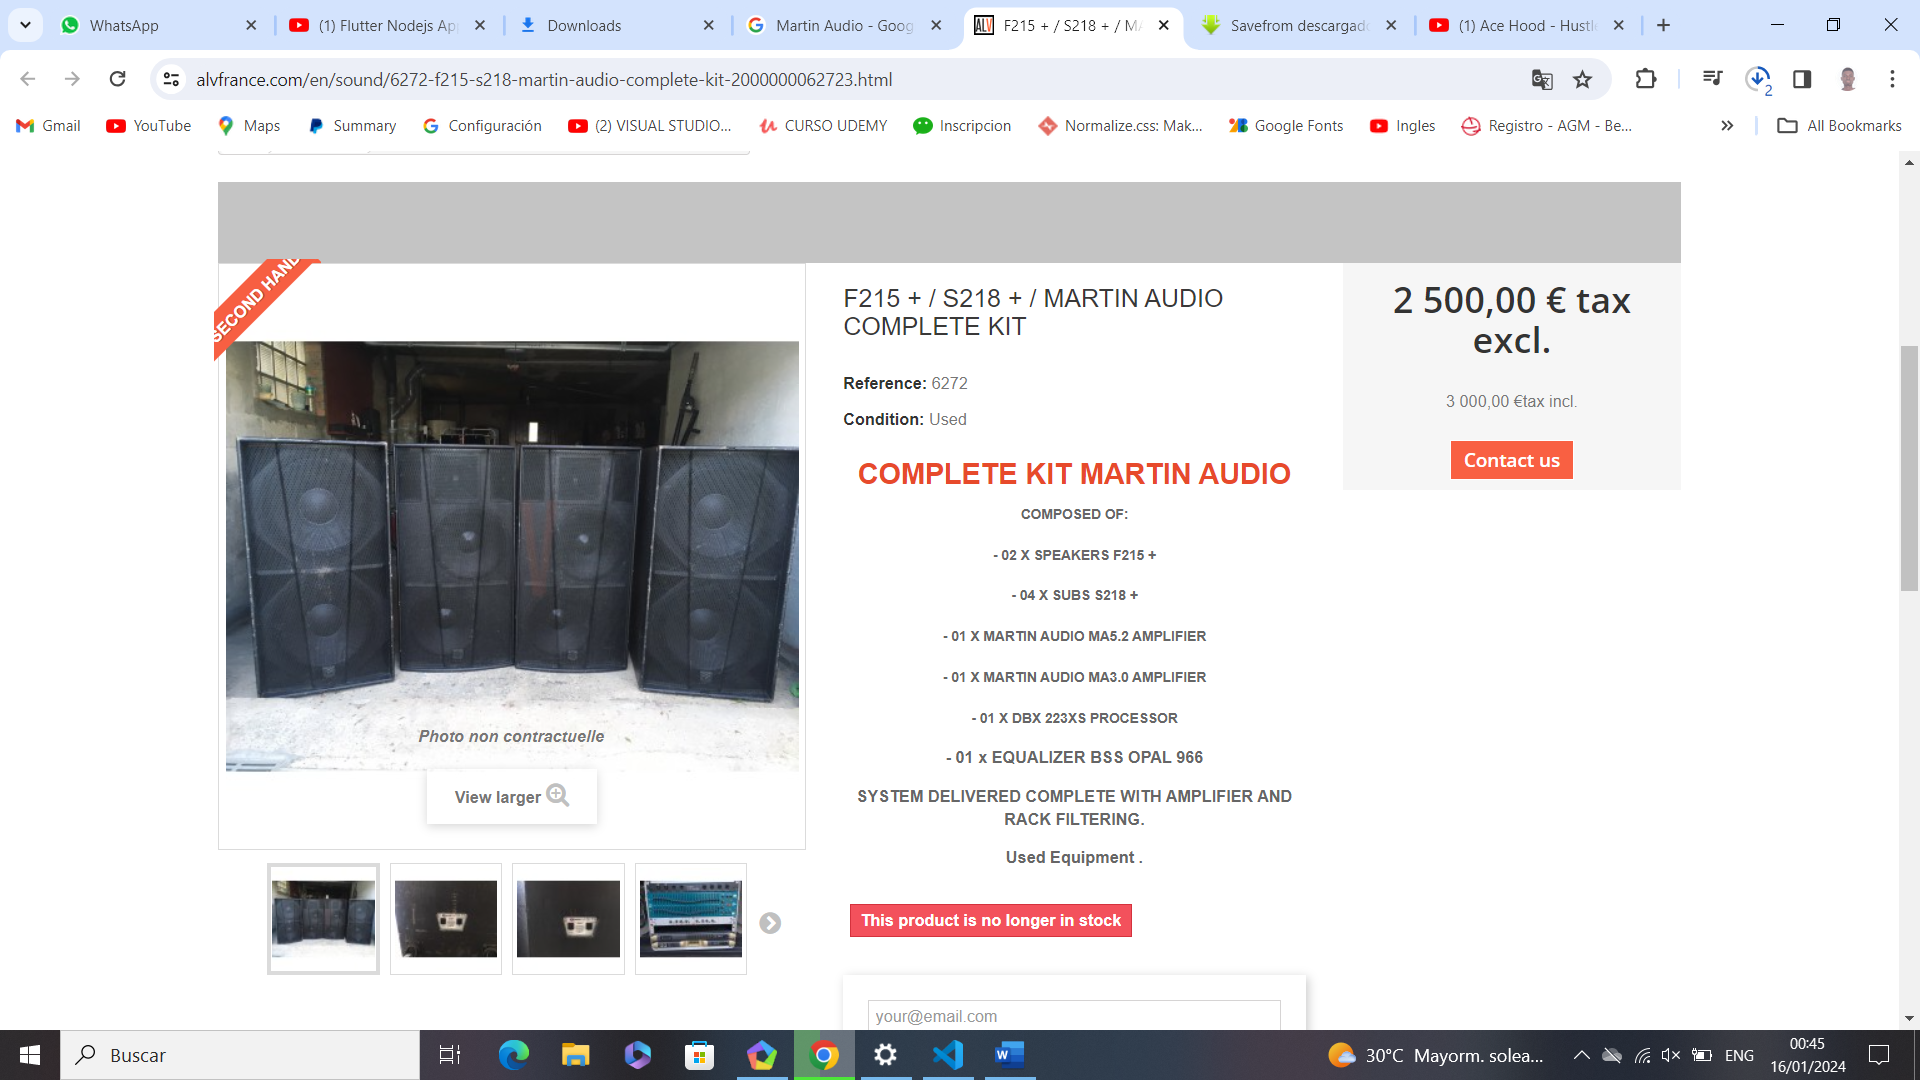 WhatsApp
(1) Flutter Nodejs Ap
Downloads
Martin Audio - Goog
F215 + / S218 + / MA
Savefrom descargad
(1) Ace Hood - Hustl
alvfrance.com/en/sound/6272-f215-s218-martin-audio-complete-kit-2000000062723.html
2
Gmail
YouTube
Maps
Summary
Configuración
(2) VISUAL STUDIO...
CURSO UDEMY
Inscripcion
Normalize.css: Mak...
Google Fonts
Ingles
Registro - AGM - Be...
All Bookmarks
SECOND HAND
Photo non contractuelle
View larger
F215 + / S218 + / MARTIN AUDIO
COMPLETE KIT
Reference: 6272
Condition: Used
COMPLETE KIT MARTIN AUDIO
COMPOSED OF:
- 02 X SPEAKERS F215 +
- 04 X SUBS S218 +
- 01 X MARTIN AUDIO MA5.2 AMPLIFIER
- 01 X MARTIN AUDIO MA3.0 AMPLIFIER
- 01 X DBX 223XS PROCESSOR
- 01 x EQUALIZER BSS OPAL 966
SYSTEM DELIVERED COMPLETE WITH AMPLIFIER AND
RACK FILTERING.
Used Equipment .
This product is no longer in stock
your@email.com
2 500,00 € tax
excl.
3 000,00 €tax incl.
Contact us
Buscar
30°C Mayorm. solea...
ENG
00:45
16/01/2024